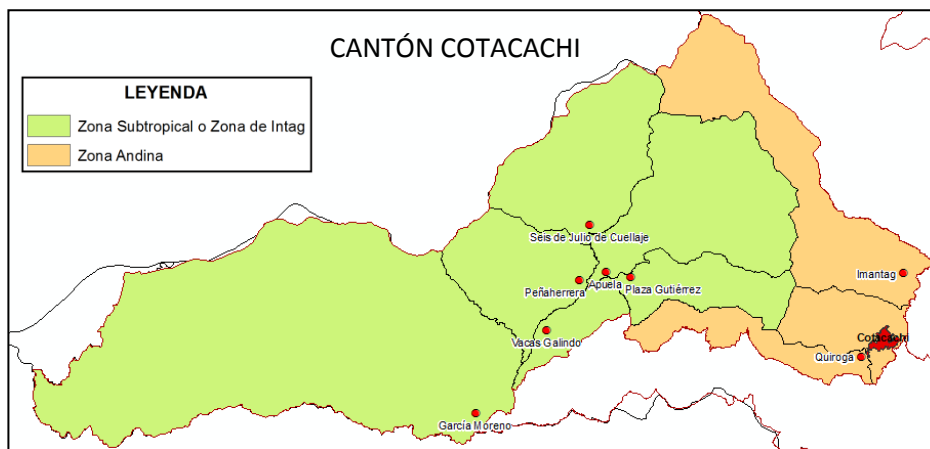 CANTÓN COTACACHI
LEYENDA
Zona Subtropical o Zona de Intag
Zona Andina
Seis de Julio de Cuellaje
Imantag
Apuela
Peñaherrera
Plaza Gutiérrez
Vacas Galindo
Cotacachi
Quiroga
García Moreno